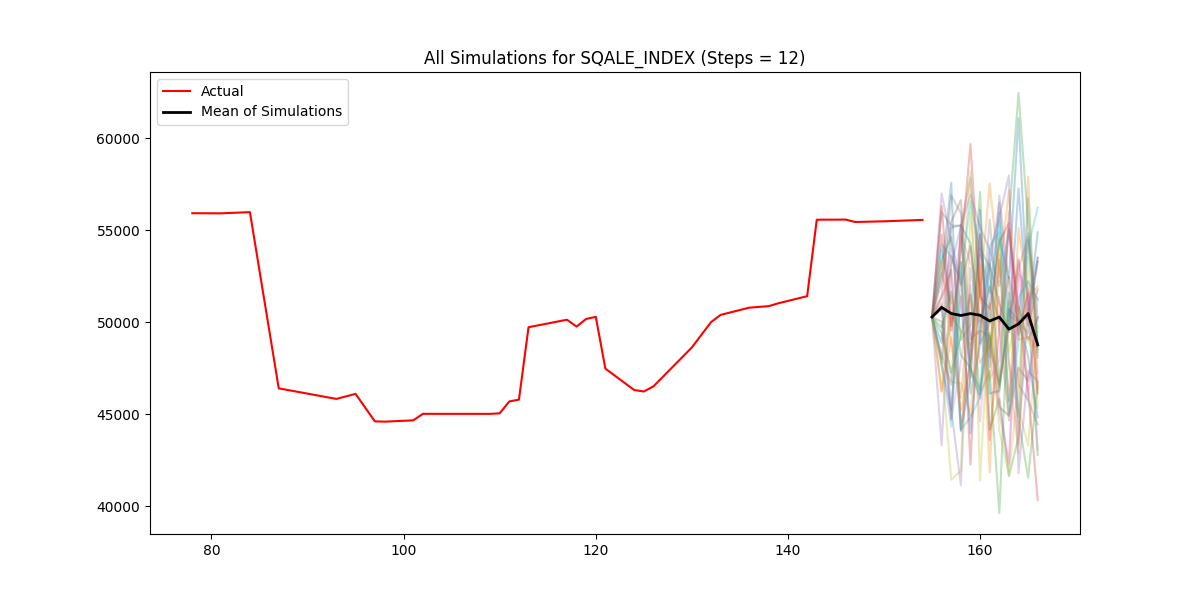 All Simulations for SQALE_INDEX (Steps = 12)
Actual
Mean of Simulations
60000
55000
50000
45000
40000
80 100 120 140 160